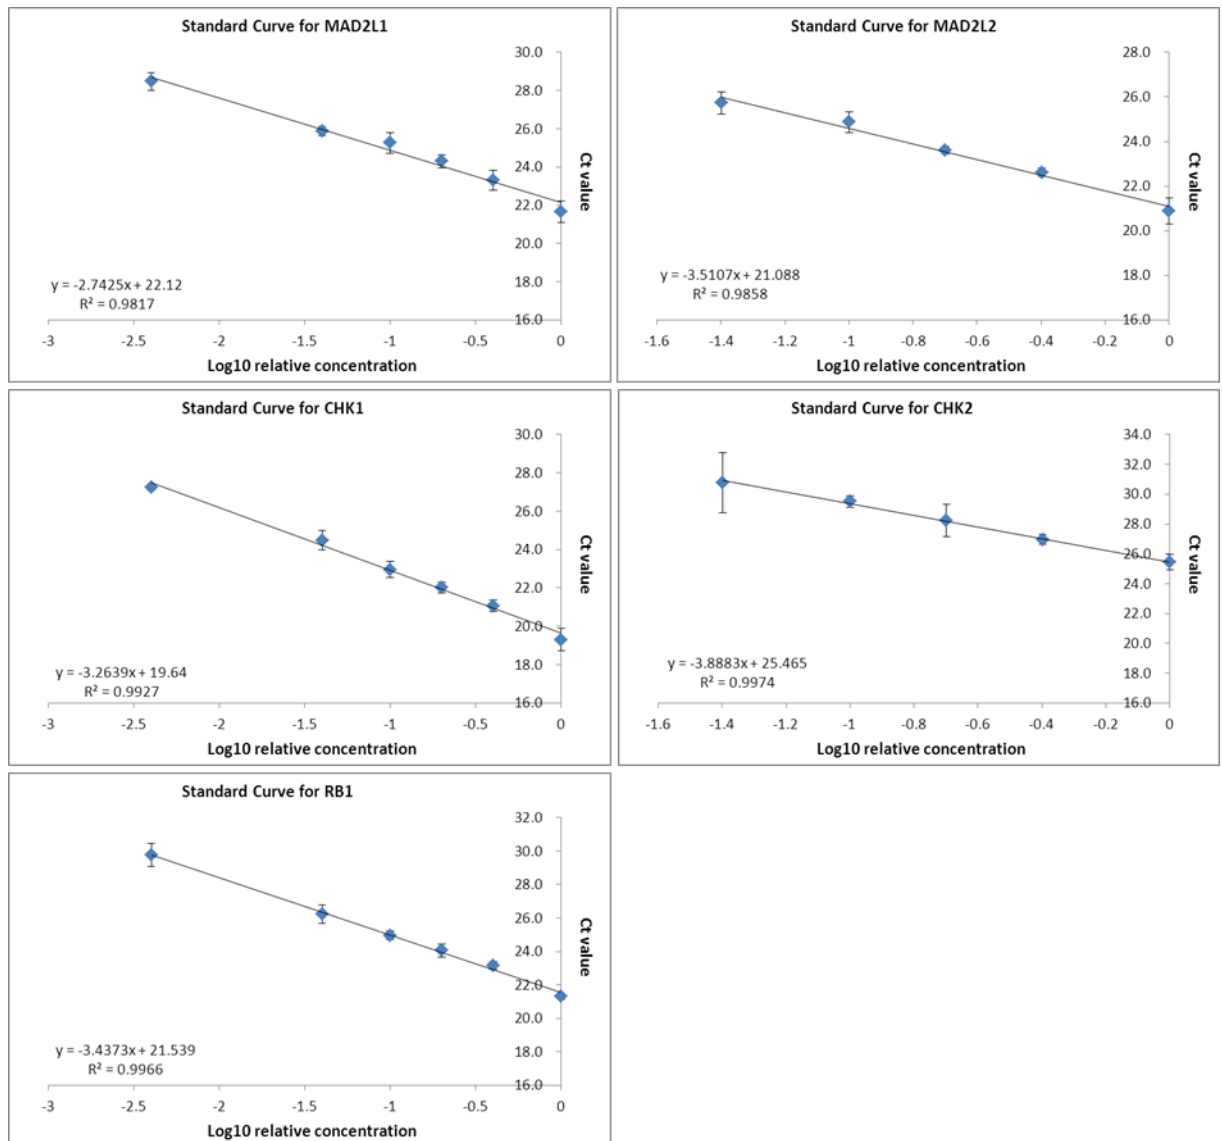 Standard Curve for MAD2L1
30.0
28.0
26.0
24.0
22.0
20.0
18.0
16.0
Ct value
y = -2.7425x + 22.12
R² = 0.9817
-3 -2.5 -2 -1.5 -1 -0.5 0
Log10 relative concentration
Standard Curve for MAD2L2
28.0
26.0
24.0
22.0
20.0
18.0
16.0
Ct value
y = -3.5107x + 21.088
R² = 0.9858
-1.6 -1.4 -1.2 -1 -0.8 -0.6 -0.4 -0.2 0
Log10 relative concentration
Standard Curve for CHK1
30.0
28.0
26.0
24.0
22.0
20.0
18.0
16.0
Ct value
y = -3.2639x + 19.64
R² = 0.9927
-3 -2.5 -2 -1.5 -1 -0.5 0
Log10 relative concentration
Standard Curve for CHK2
34.0
32.0
30.0
28.0
26.0
24.0
22.0
20.0
18.0
16.0
Ct value
y = -3.8883x + 25.465
R² = 0.9974
-1.6 -1.4 -1.2 -1 -0.8 -0.6 -0.4 -0.2 0
Log10 relative concentration
Standard Curve for RB1
32.0
30.0
28.0
26.0
24.0
22.0
20.0
18.0
16.0
Ct value
y = -3.4373x + 21.539
R² = 0.9966
-3 -2.5 -2 -1.5 -1 -0.5 0
Log10 relative concentration